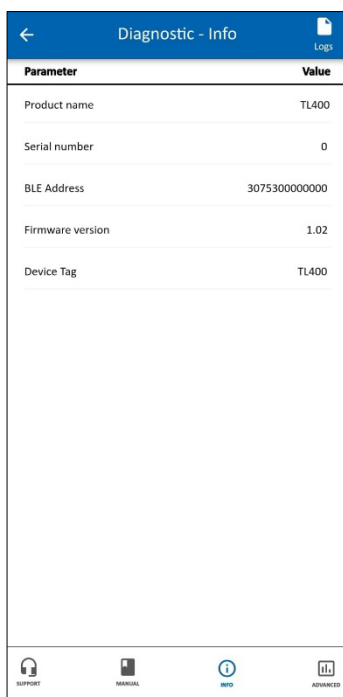 Diagnostic - Info
Logs
Parameter Value
Product name TL400
Serial number 0
BLE Address 3075300000000
Firmware version 1.02
Device Tag TL400
SUPPORT MANUAL INFO ADVANCED